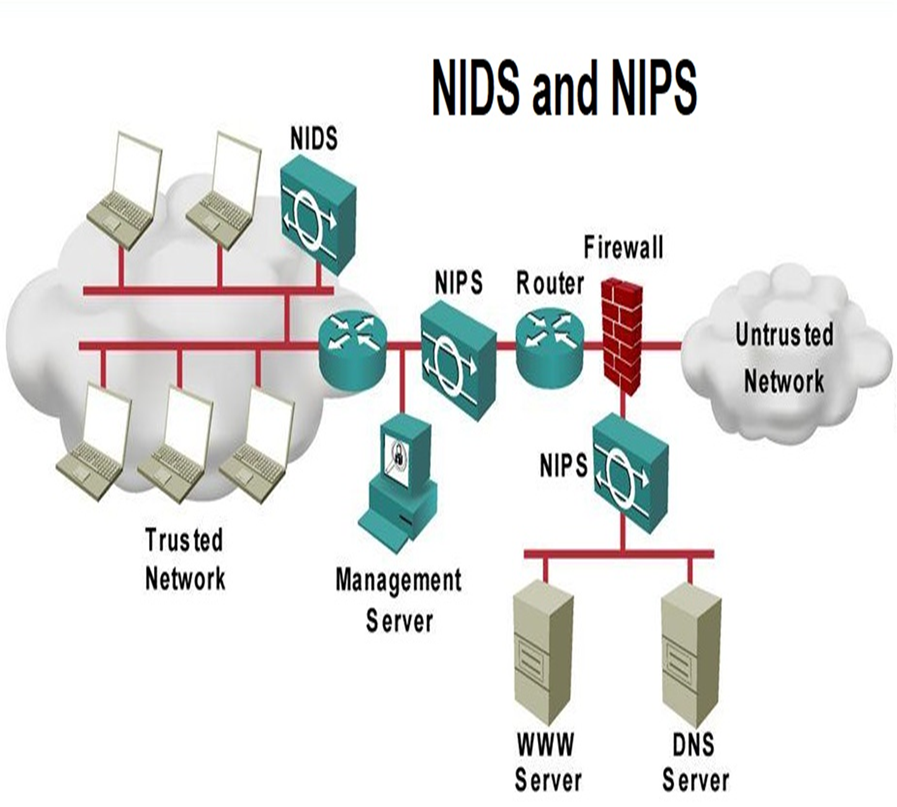 NIDS and NIPS
NIDS
Firewall
NIPS
Router
Untrusted
Network
NIPS
Trusted
Network
Management
Server
WWW
Server
DNS
Server